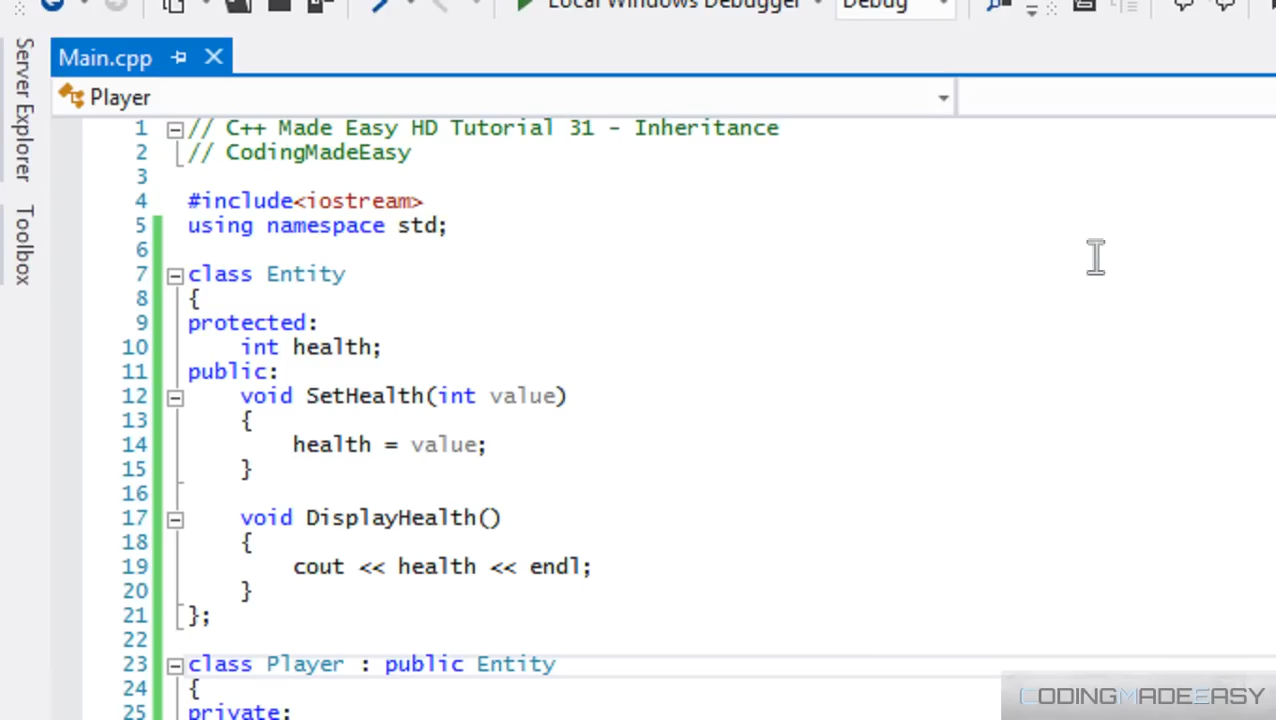 Local Windows Debugger Debug
Server Explorer
Toolbox
Main.cpp
Player
1 // C++ Made Easy HD Tutorial 31 - Inheritance
2 // CodingMadeEasy
3
4 #include<iostream>
5 using namespace std;
6
7 class Entity
8 {
9 protected:
10 int health;
11 public:
12 void SetHealth(int value)
13 {
14 health = value;
15 }
16
17 void DisplayHealth()
18 {
19 cout << health << endl;
20 }
21 };
22
23 class Player : public Entity
24 {
25 private:
CODINGMADEEASY